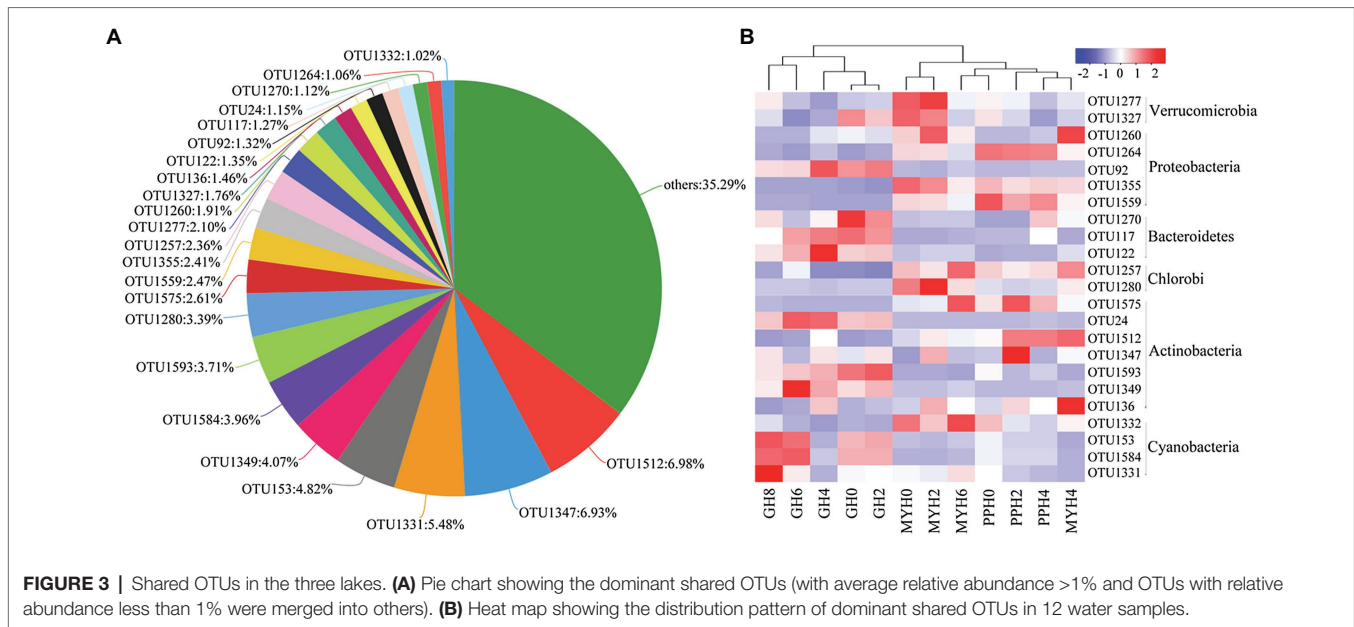 A
OTU1332:1.02%
OTU1264:1.06%
OTU1270:1.12%
OTU24:1.15%
OTU117:1.27%
OTU92:1.32%
OTU122:1.35%
OTU136:1.46%
OTU1327:1.76%
OTU1260:1.91%
OTU1277:2.10%
OTU1257:2.36%
OTU1355:2.41%
OTU1559:2.47%
OTU1575:2.61%
OTU1280:3.39%
OTU1593:3.71%
OTU1584:3.96%
OTU1349:4.07%
OTU153:4.82%
OTU1331:5.48%
OTU1347:6.93%
OTU1512:6.98%
others:35.29%
B
-2 -1 0 1 2
OTU1277
OTU1327
OTU1260
OTU1264
OTU92
OTU1355
OTU1559
OTU1270
OTU117
OTU122
OTU1257
OTU1280
OTU1575
OTU24
OTU1512
OTU1347
OTU1593
OTU1349
OTU136
OTU1332
OTU153
OTU1584
OTU1331
Verrucomicrobia
Proteobacteria
Bacteroidetes
Chlorobi
Actinobacteria
Cyanobacteria
GH8 GH6 GH4 GH0 GH2 MYH0 MYH2 MYH6 PPH0 PPH2 PPH4 MYH4
FIGURE 3 | Shared OTUs in the three lakes. (A) Pie chart showing the dominant shared OTUs (with average relative abundance >1% and OTUs with relative
abundance less than 1% were merged into others). (B) Heat map showing the distribution pattern of dominant shared OTUs in 12 water samples.